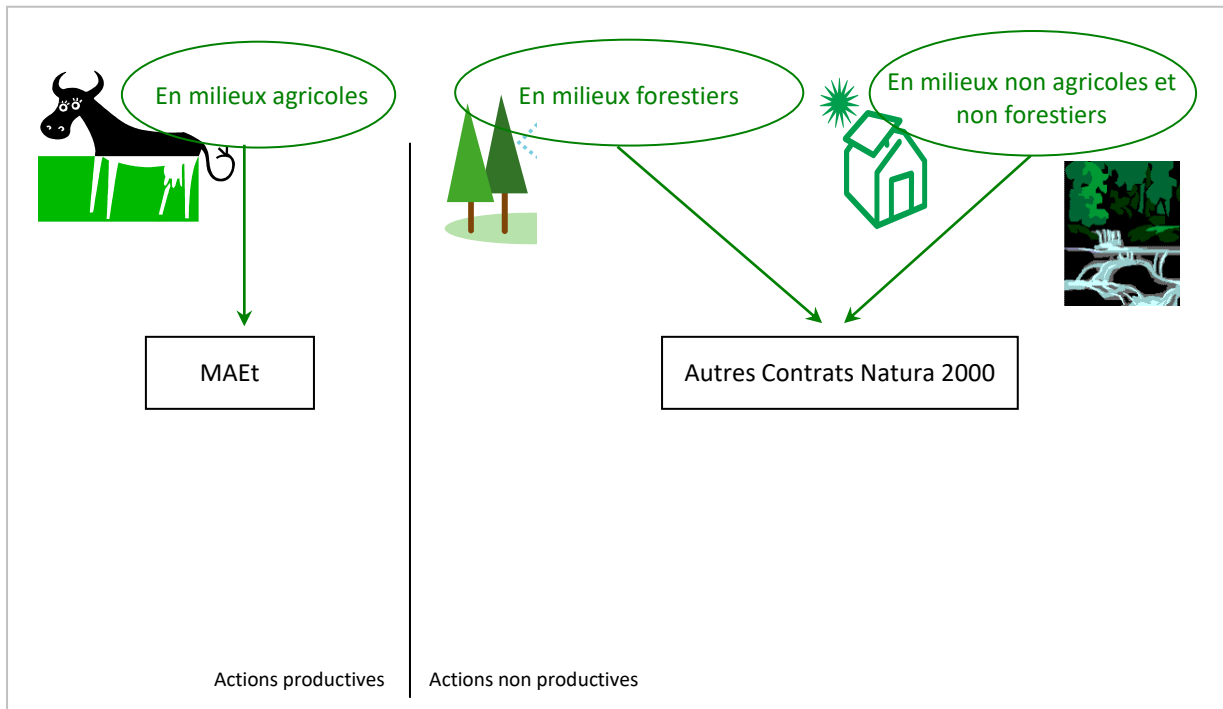 En milieux agricoles
En milieux forestiers
En milieux non agricoles et
non forestiers
MAEt
Autres Contrats Natura 2000
Actions productives
Actions non productives